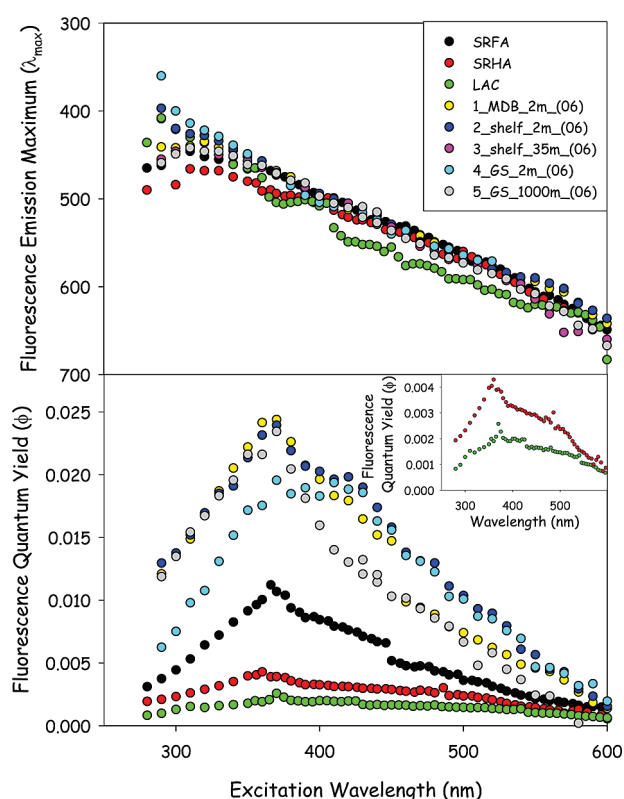 300
400
500
600
700
Fluorescence Emission Maximum (λmax)
SRFA
SRHA
LAC
1_MDB_2m_(06)
2_shelf_2m_(06)
3_shelf_35m_(06)
4_GS_2m_(06)
5_GS_1000m_(06)
0.025
0.020
0.015
0.010
0.005
0.000
Fluorescence Quantum Yield (ϕ)
0.004
0.003
0.002
0.001
0.000
Fluorescence
Quantum Yield (ϕ)
300 400 500
Wavelength (nm)
300 400 500 600
Excitation Wavelength (nm)